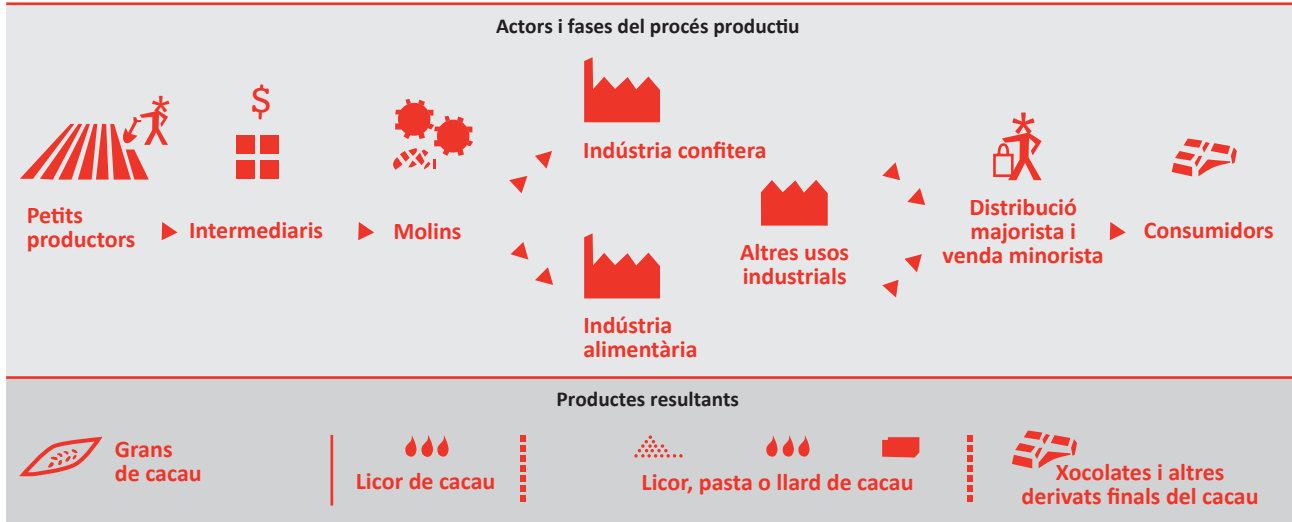 Actors i fases del procés productiu
$
Petits
productors
Intermediaris
Molins
Indústria confitera
Indústria
alimentària
Altres usos
industrials
Distribució
majorista i
venda minorista
Consumidors
Productes resultants
Grans
de cacau
Licor de cacau
Licor, pasta o llard de cacau
Xocolates i altres
derivats finals del cacau